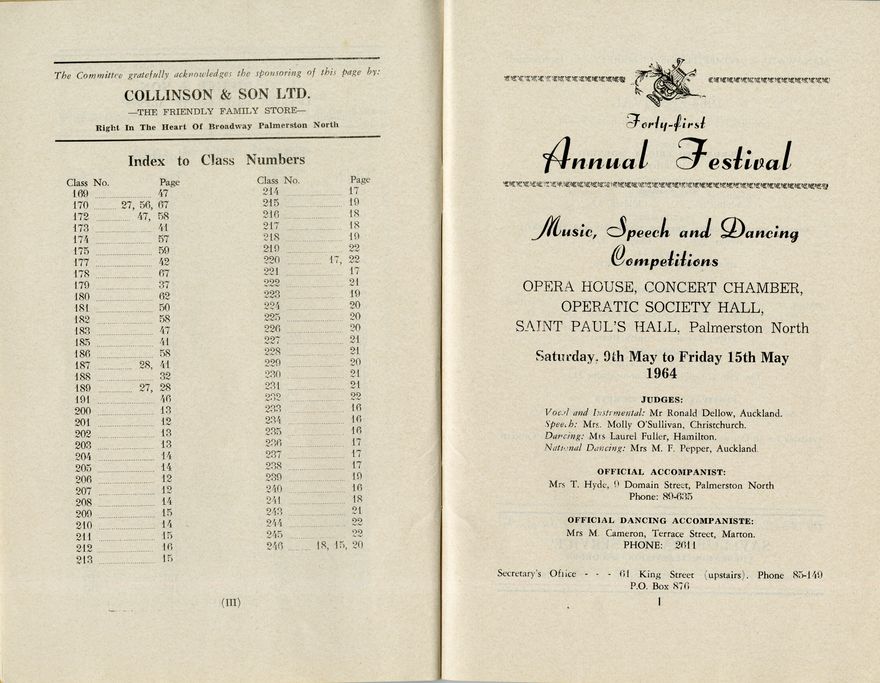 The Committee gratefully acknowledges the sponsoring of this page by:
COLLINSON & SON LTD.
—THE FRIENDLY FAMILY STORE—
Right In The Heart Of Broadway Palmerston North
Index to Class Numbers
Class No. Page
169 47
170 27, 56, 67
172 47, 58
173 41
174 57
175 59
177 42
178 67
179 37
180 62
181 50
182 58
183 47
185 41
186 58
187 28, 41
188 32
189 27, 28
191 46
200 13
201 12
202 13
203 13
204 14
205 14
206 12
207 12
208 14
209 15
210 14
211 15
212 16
213 15
Class No. Page
214 17
215 19
216 18
217 18
218 19
219 22
220 17, 22
221 17
222 21
223 19
224 20
225 20
226 20
227 21
228 21
229 20
230 21
231 21
232 22
233 16
234 16
235 16
236 17
237 17
238 17
239 19
240 16
241 18
243 21
244 22
245 22
246 18, 15, 20
(III)
Forty-first
Annual Festival
Music, Speech and Dancing
Competitions
OPERA HOUSE, CONCERT CHAMBER,
OPERATIC SOCIETY HALL,
SAINT PAUL'S HALL, Palmerston North
Saturday, 9th May to Friday 15th May
1964
JUDGES:
Vocal and Instrmental: Mr Ronald Dellow, Auckland.
Speech: Mrs. Molly O'Sullivan, Christchurch.
Dancing: Mrs Laurel Fuller, Hamilton.
National Dancing: Mrs M. F. Pepper, Auckland
OFFICIAL ACCOMPANIST:
Mrs T. Hyde, 9 Domain Street, Palmerston North
Phone: 89-635
OFFICIAL DANCING ACCOMPANISTE:
Mrs M. Cameron, Terrace Street, Marton.
PHONE: 2611
Secretary's Office - - - 61 King Street (upstairs). Phone 85-149
P.O. Box 876
I